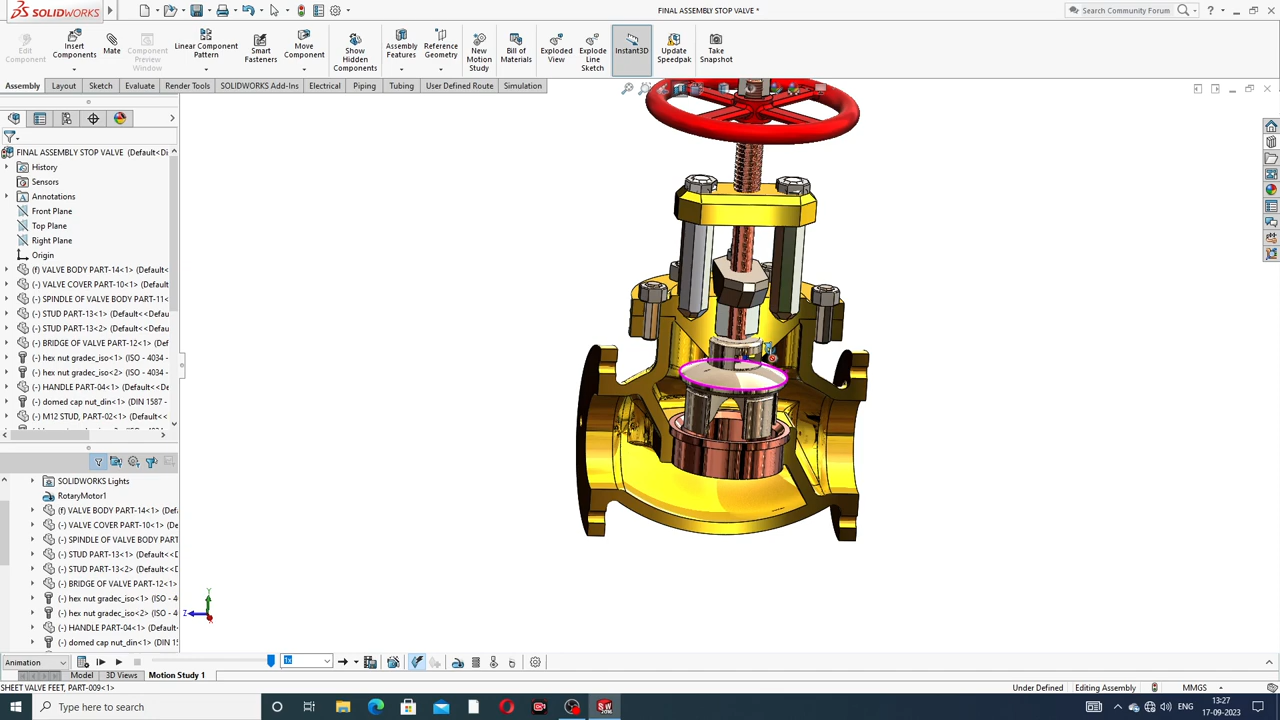 SOLIDWORKS
FINAL ASSEMBLY STOP VALVE *
Search Community Forum
Edit Component
Insert Components
Mate
Component Preview Window
Linear Component Pattern
Smart Fasteners
Move Component
Show Hidden Components
Assembly Features
Reference Geometry
New Motion Study
Bill of Materials
Exploded View
Explode Line Sketch
Instant3D
Update Speedpak
Take Snapshot
Assembly Layout Sketch Evaluate Render Tools SOLIDWORKS Add-Ins Electrical Piping Tubing User Defined Route Simulation
FINAL ASSEMBLY STOP VALVE (Default<Di
History
Sensors
Annotations
Front Plane
Top Plane
Right Plane
Origin
(f) VALVE BODY PART-14<1> (Default<
(-) VALVE COVER PART-10<1> (Default<
(-) SPINDLE OF VALVE BODY PART-11<
(-) STUD PART-13<1> (Default<<Defaul
(-) STUD PART-13<2> (Default<<Defaul
(-) BRIDGE OF VALVE PART-12<1> (Def
(-) hex nut gradec_iso<1> (ISO - 4034 -
(-) hex nut gradec_iso<2> (ISO - 4034 -
(-) HANDLE PART-04<1> (Default<<Def
(-) domed cap nut_din<1> (DIN 1587 -
(-) M12 STUD, PART-02<1> (Default<<
SOLIDWORKS Lights
RotaryMotor1
(f) VALVE BODY PART-14<1> (Def
(-) VALVE COVER PART-10<1> (De
(-) SPINDLE OF VALVE BODY PAR
(-) STUD PART-13<1> (Default<<D
(-) STUD PART-13<2> (Default<<D
(-) BRIDGE OF VALVE PART-12<1>
(-) hex nut gradec_iso<1> (ISO - 4
(-) hex nut gradec_iso<2> (ISO - 4
(-) HANDLE PART-04<1> (Default
(-) domed cap nut_din<1> (DIN 15
Y
Z
X
Animation
1x
Model 3D Views Motion Study 1
SHEET VALVE FEET, PART-009<1> Under Defined Editing Assembly MMGS
Type here to search
ENG
13:27
17-09-2023